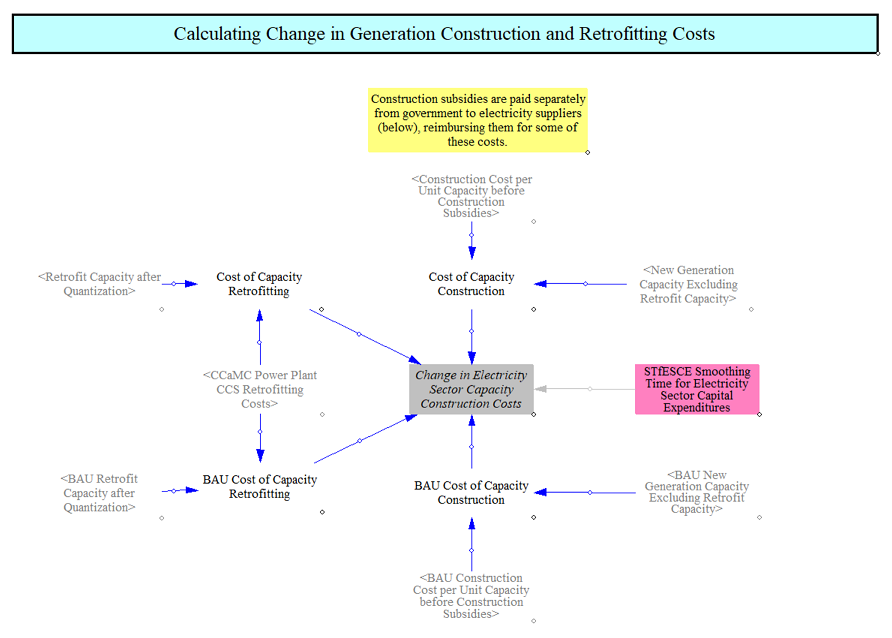 Calculating Change in Generation Construction and Retrofitting Costs
Construction subsidies are paid separately
from government to electricity suppliers
(below), reimbursing them for some of
these costs.
<Construction Cost per
Unit Capacity before
Construction
Subsidies>
<Retrofit Capacity after
Quantization>
Cost of Capacity
Retrofitting
Cost of Capacity
Construction
<New Generation
Capacity Excluding
Retrofit Capacity>
<CCaMC Power Plant
CCS Retrofitting
Costs>
Change in Electricity
Sector Capacity
Construction Costs
STfESCE Smoothing
Time for Electricity
Sector Capital
Expenditures
<BAU Retrofit
Capacity after
Quantization>
BAU Cost of Capacity
Retrofitting
BAU Cost of Capacity
Construction
<BAU New
Generation Capacity
Excluding Retrofit
Capacity>
<BAU Construction
Cost per Unit Capacity
before Construction
Subsidies>